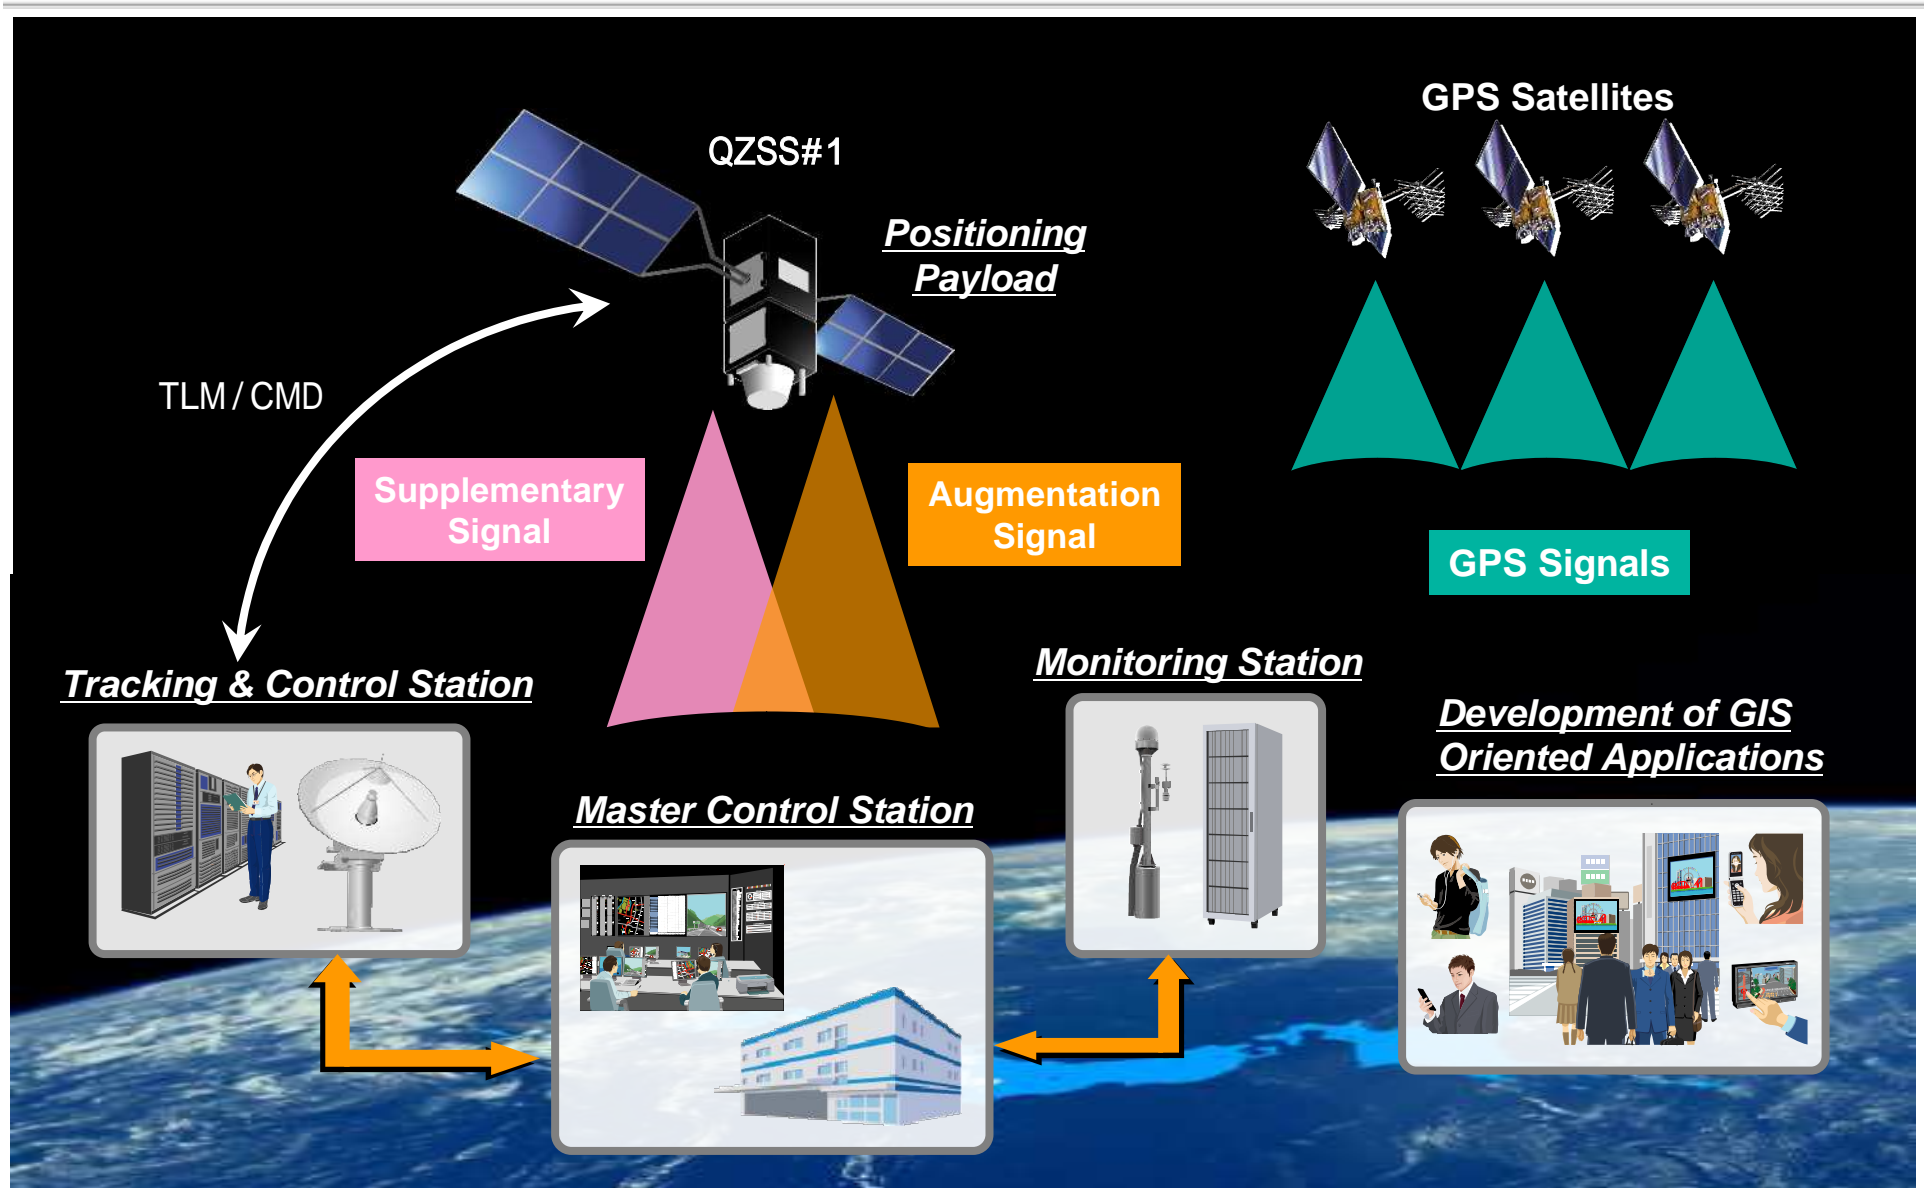 GPS Satellites
QZSS#1
Positioning
Payload
TLM / CMD
Supplementary
Signal
Augmentation
Signal
GPS Signals
Monitoring Station
Tracking & Control Station
Development of GIS
Oriented Applications
Master Control Station